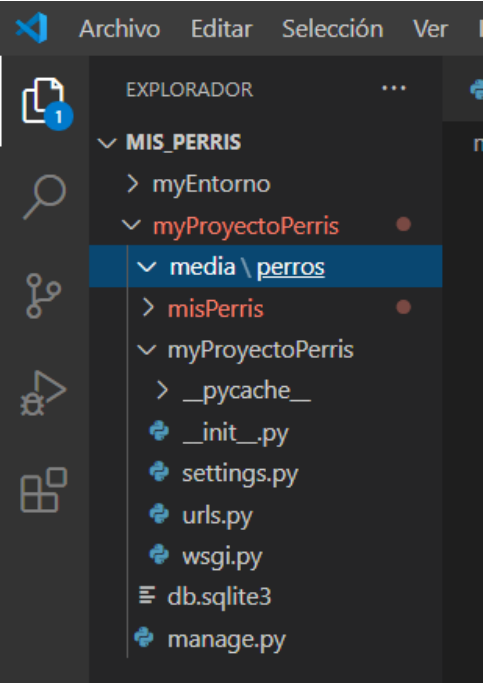 Archivo Editar Selección Ver
EXPLORADOR ...
1
MIS_PERRIS
myEntorno
myProyectoPerris
media \ perros
misPerris
myProyectoPerris
__pycache__
__init__.py
settings.py
urls.py
wsgi.py
db.sqlite3
manage.py